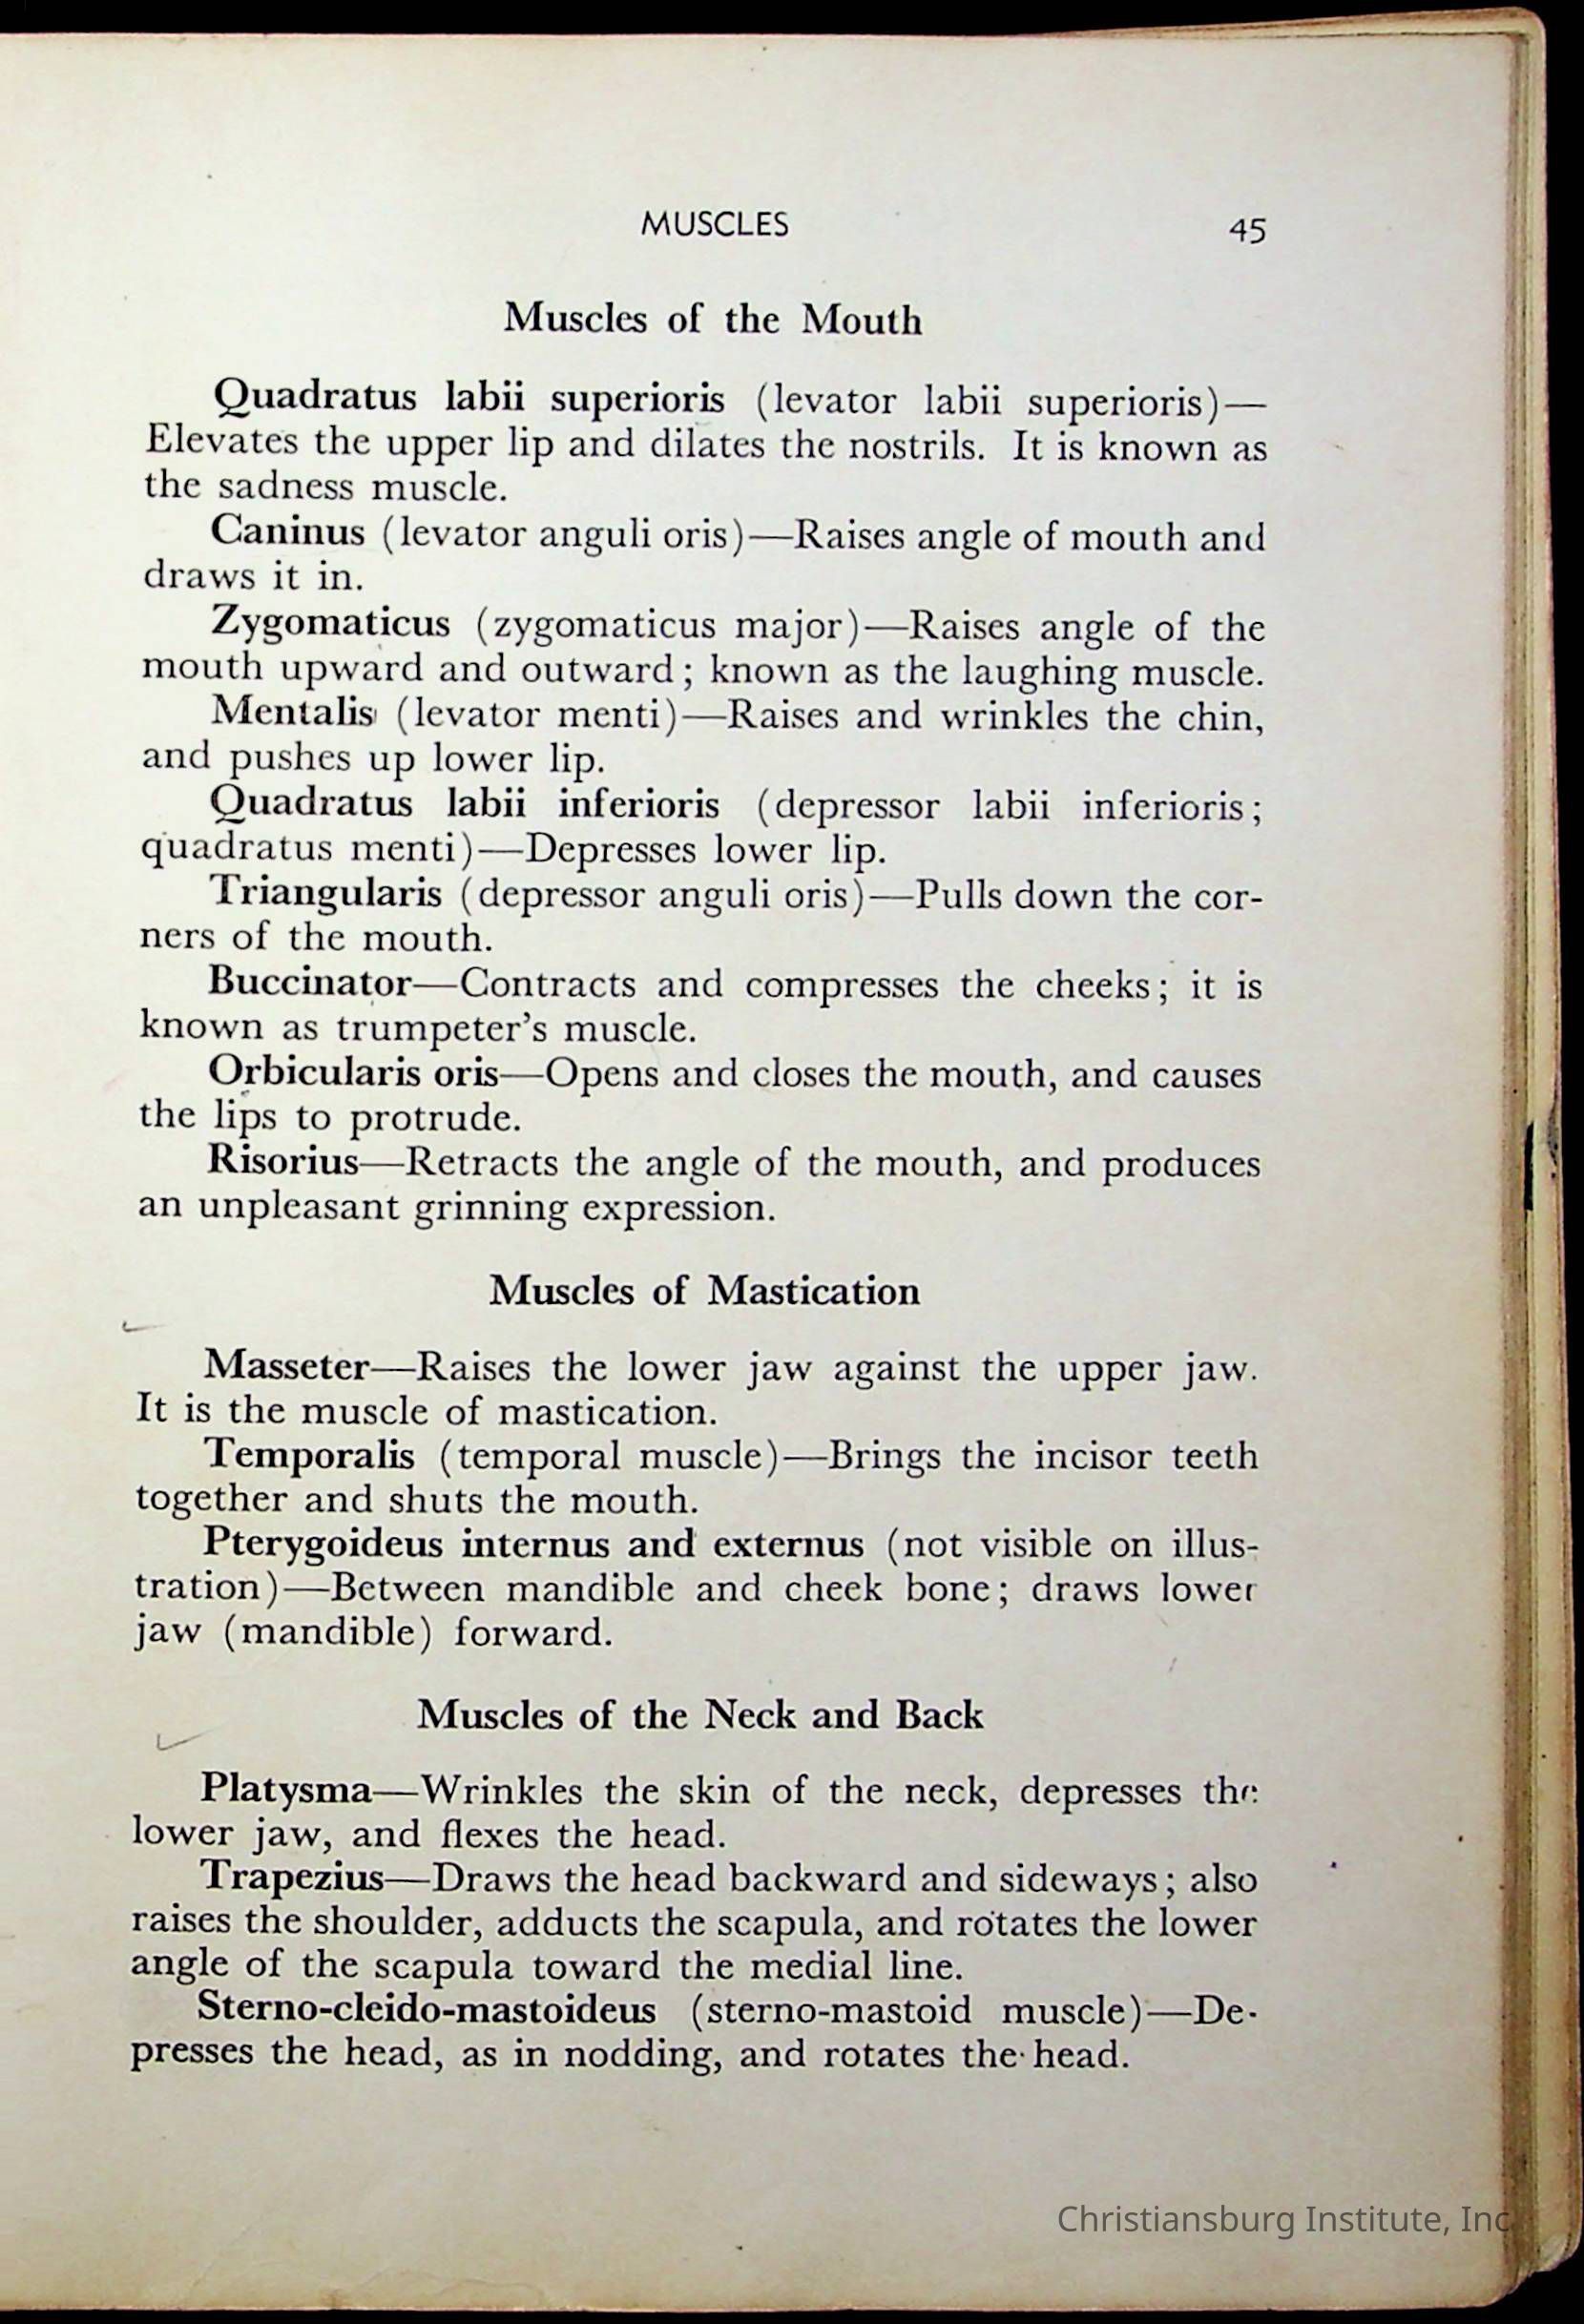 MUSCLES 45
Muscles of the Mouth
Quadratus labii superioris (levator labii superioris)—
Elevates the upper lip and dilates the nostrils. It is known as
the sadness muscle.
Caninus (levator anguli oris)—Raises angle of mouth and
draws it in.
Zygomaticus (zygomaticus major)—Raises angle of the
mouth upward and outward; known as the laughing muscle.
Mentalis (levator menti)—Raises and wrinkles the chin,
and pushes up lower lip.
Quadratus labii inferioris (depressor labii inferioris;
quadratus menti)—Depresses lower lip.
Triangularis (depressor anguli oris)—Pulls down the cor-
ners of the mouth.
Buccinator—Contracts and compresses the cheeks; it is
known as trumpeter's muscle.
Orbicularis oris—Opens and closes the mouth, and causes
the lips to protrude.
Risorius—Retracts the angle of the mouth, and produces
an unpleasant grinning expression.
Muscles of Mastication
Masseter—Raises the lower jaw against the upper jaw.
It is the muscle of mastication.
Temporalis (temporal muscle)—Brings the incisor teeth
together and shuts the mouth.
Pterygoideus internus and externus (not visible on illus-
tration)—Between mandible and cheek bone; draws lower
jaw (mandible) forward.
Muscles of the Neck and Back
Platysma—Wrinkles the skin of the neck, depresses the
lower jaw, and flexes the head.
Trapezius—Draws the head backward and sideways; also
raises the shoulder, adducts the scapula, and rotates the lower
angle of the scapula toward the medial line.
Sterno-cleido-mastoideus (sterno-mastoid muscle)—De-
presses the head, as in nodding, and rotates the head.
Christiansburg Institute, Inc.